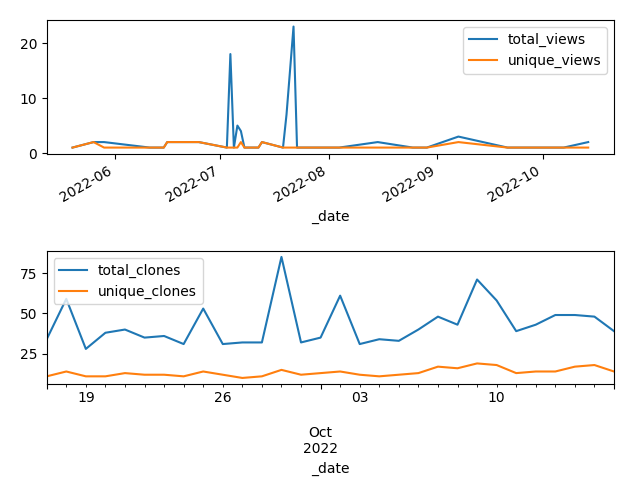 20
10
0
total_views
unique_views
2022-06
2022-07
2022-08
2022-09
2022-10
_date
75
50
25
total_clones
unique_clones
19
26
03
10
Oct
2022
_date